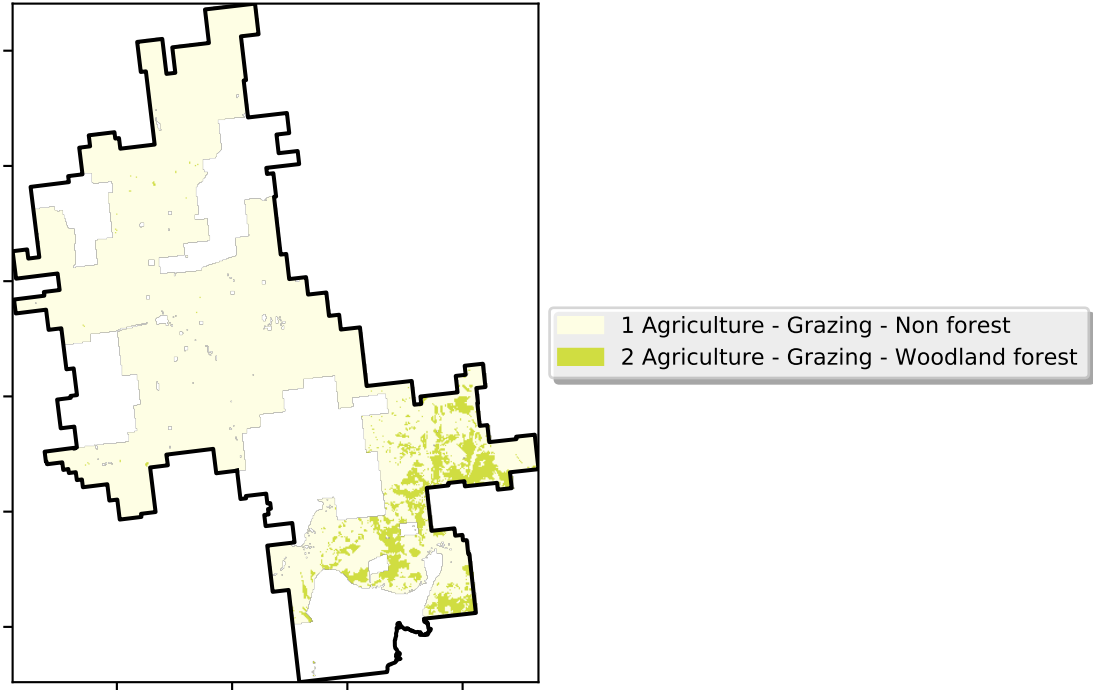 1 Agriculture - Grazing - Non forest
2 Agriculture - Grazing - Woodland forest